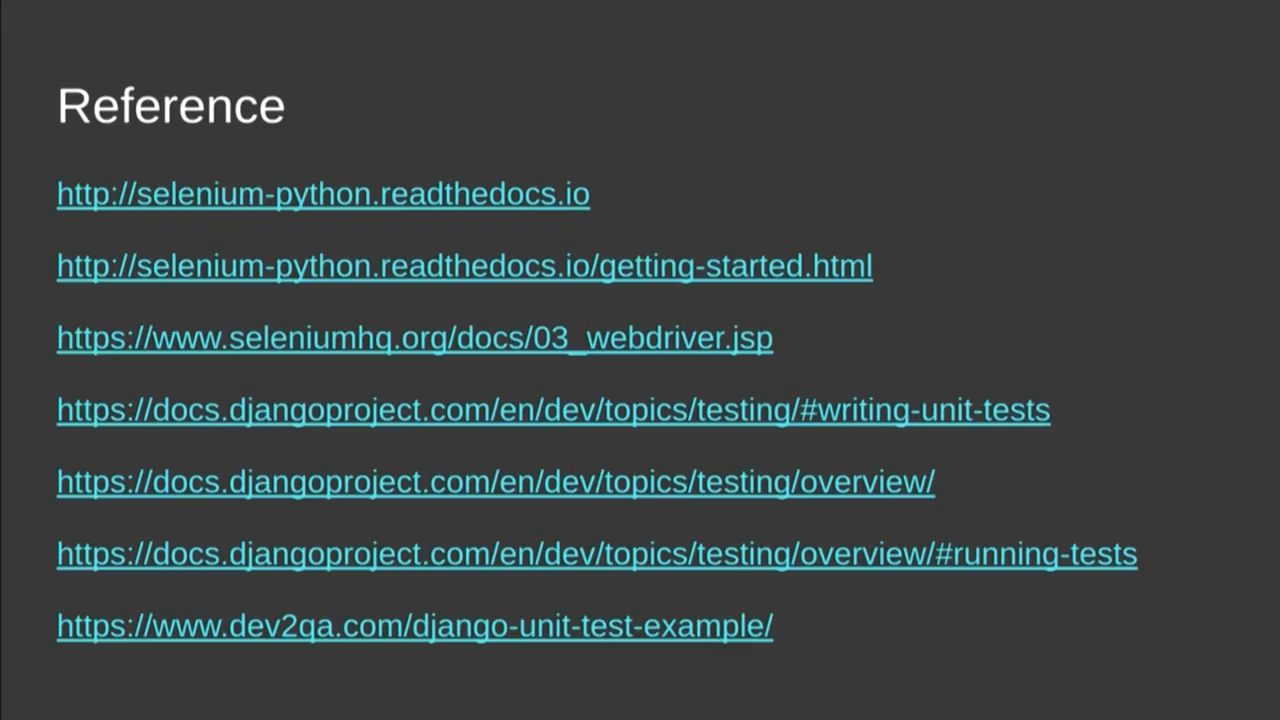 Reference
http://selenium-python.readthedocs.io
http://selenium-python.readthedocs.io/getting-started.html
https://www.seleniumhq.org/docs/03_webdriver.jsp
https://docs.djangoproject.com/en/dev/topics/testing/#writing-unit-tests
https://docs.djangoproject.com/en/dev/topics/testing/overview/
https://docs.djangoproject.com/en/dev/topics/testing/overview/#running-tests
https://www.dev2qa.com/django-unit-test-example/